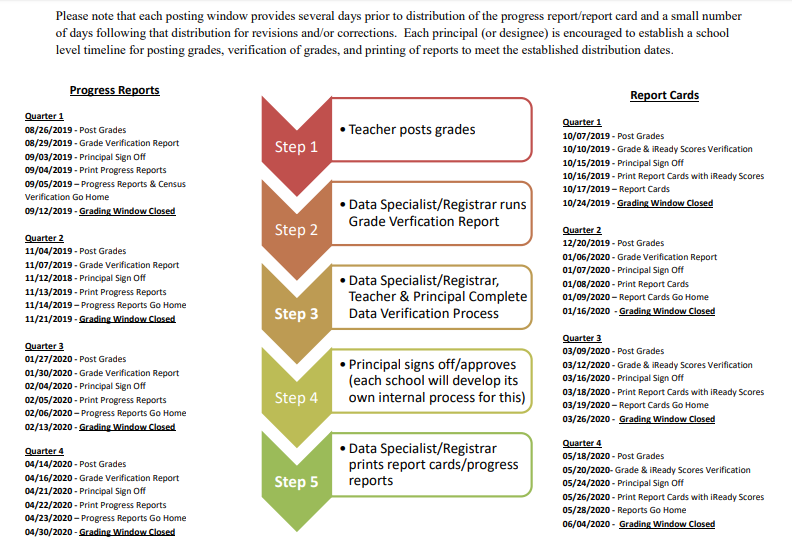 Please note that each posting window provides several days prior to distribution of the progress report/report card and a small number
of days following that distribution for revisions and/or corrections.  Each principal (or designee) is encouraged to establish a school
level timeline for posting grades, verification of grades, and printing of reports to meet the established distribution dates.
Progress Reports
Quarter 1
08/26/2019 - Post Grades
08/29/2019 - Grade Verification Report
09/03/2019 - Principal Sign Off
09/04/2019 - Print Progress Reports
09/05/2019 – Progress Reports & Census
Verification Go Home
09/12/2019 - Grading Window Closed
Quarter 2
11/04/2019 - Post Grades
11/07/2019 - Grade Verification Report
11/12/2018 - Principal Sign Off
11/13/2019 - Print Progress Reports
11/14/2019 – Progress Reports Go Home
11/21/2019 - Grading Window Closed
Quarter 3
01/27/2020 - Post Grades
01/30/2020 - Grade Verification Report
02/04/2020 - Principal Sign Off
02/05/2020 - Print Progress Reports
02/06/2020 – Progress Reports Go Home
02/13/2020 - Grading Window Closed
Quarter 4
04/14/2020 - Post Grades
04/16/2020 - Grade Verification Report
04/21/2020 - Principal Sign Off
04/22/2020 - Print Progress Reports
04/23/2020 – Progress Reports Go Home
04/30/2020 - Grading Window Closed
Step 1
• Teacher posts grades
Step 2
• Data Specialist/Registrar runs
Grade Verfication Report
Step 3
• Data Specialist/Registrar,
Teacher & Principal Complete
Data Verification Process
Step 4
• Principal signs off/approves
(each school will develop its
own internal process for this)
Step 5
• Data Specialist/Registrar
prints report cards/progress
reports
Report Cards
Quarter 1
10/07/2019 - Post Grades
10/10/2019 - Grade & iReady Scores Verification
10/15/2019 - Principal Sign Off
10/16/2019 - Print Report Cards with iReady Scores
10/17/2019 – Report Cards
10/24/2019 - Grading Window Closed
Quarter 2
12/20/2019 - Post Grades
01/06/2020 - Grade Verification Report
01/07/2020 - Principal Sign Off
01/08/2020 - Print Report Cards
01/09/2020 – Report Cards Go Home
01/16/2020  - Grading Window Closed
Quarter 3
03/09/2020 - Post Grades
03/12/2020 - Grade & iReady Scores Verification
03/16/2020 - Principal Sign Off
03/18/2020 - Print Report Cards with iReady Scores
03/19/2020 – Report Cards Go Home
03/26/2020 -  Grading Window Closed
Quarter 4
05/18/2020 - Post Grades
05/20/2020- Grade & iReady Scores Verification
05/24/2020 - Principal Sign Off
05/26/2020 - Print Report Cards with iReady Scores
05/28/2020 - Reports Go Home
06/04/2020 -  Grading Window Closed